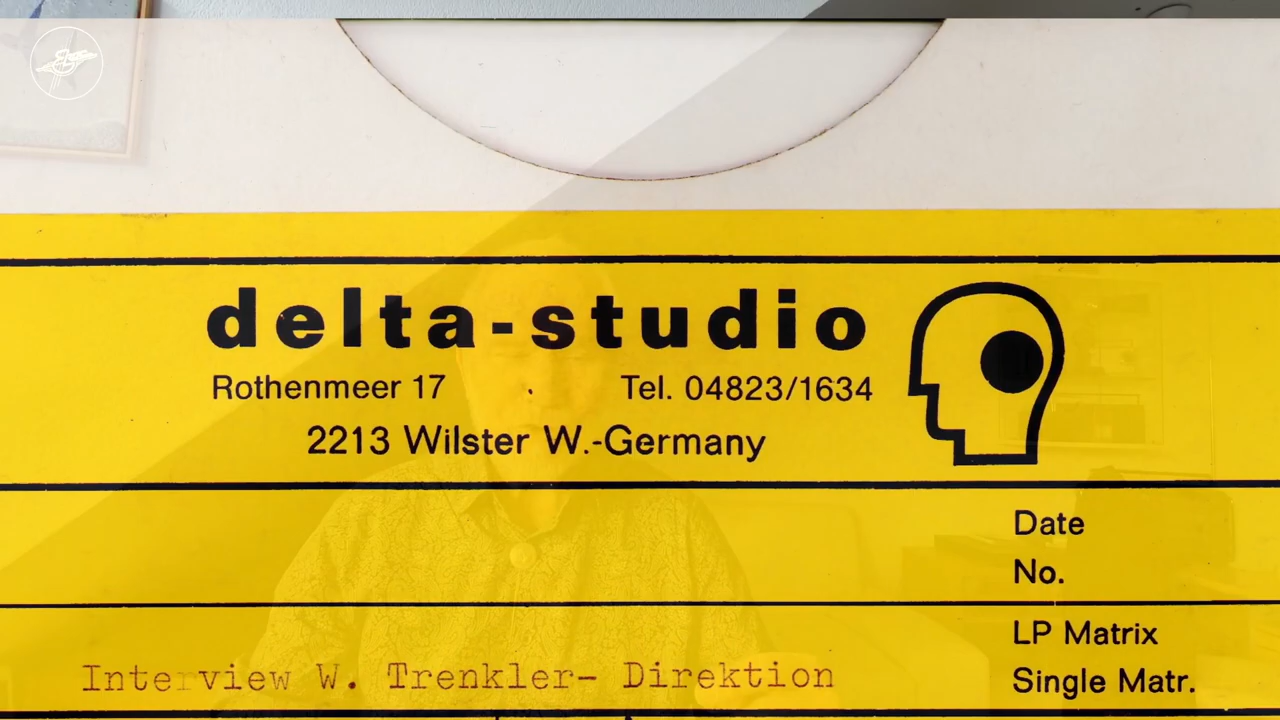 delta-studio
Rothenmeer 17 · Tel. 04823/1634
2213 Wilster W.-Germany
Date
No.
LP Matrix
Interview W. Trenkler- Direktion
Single Matr.